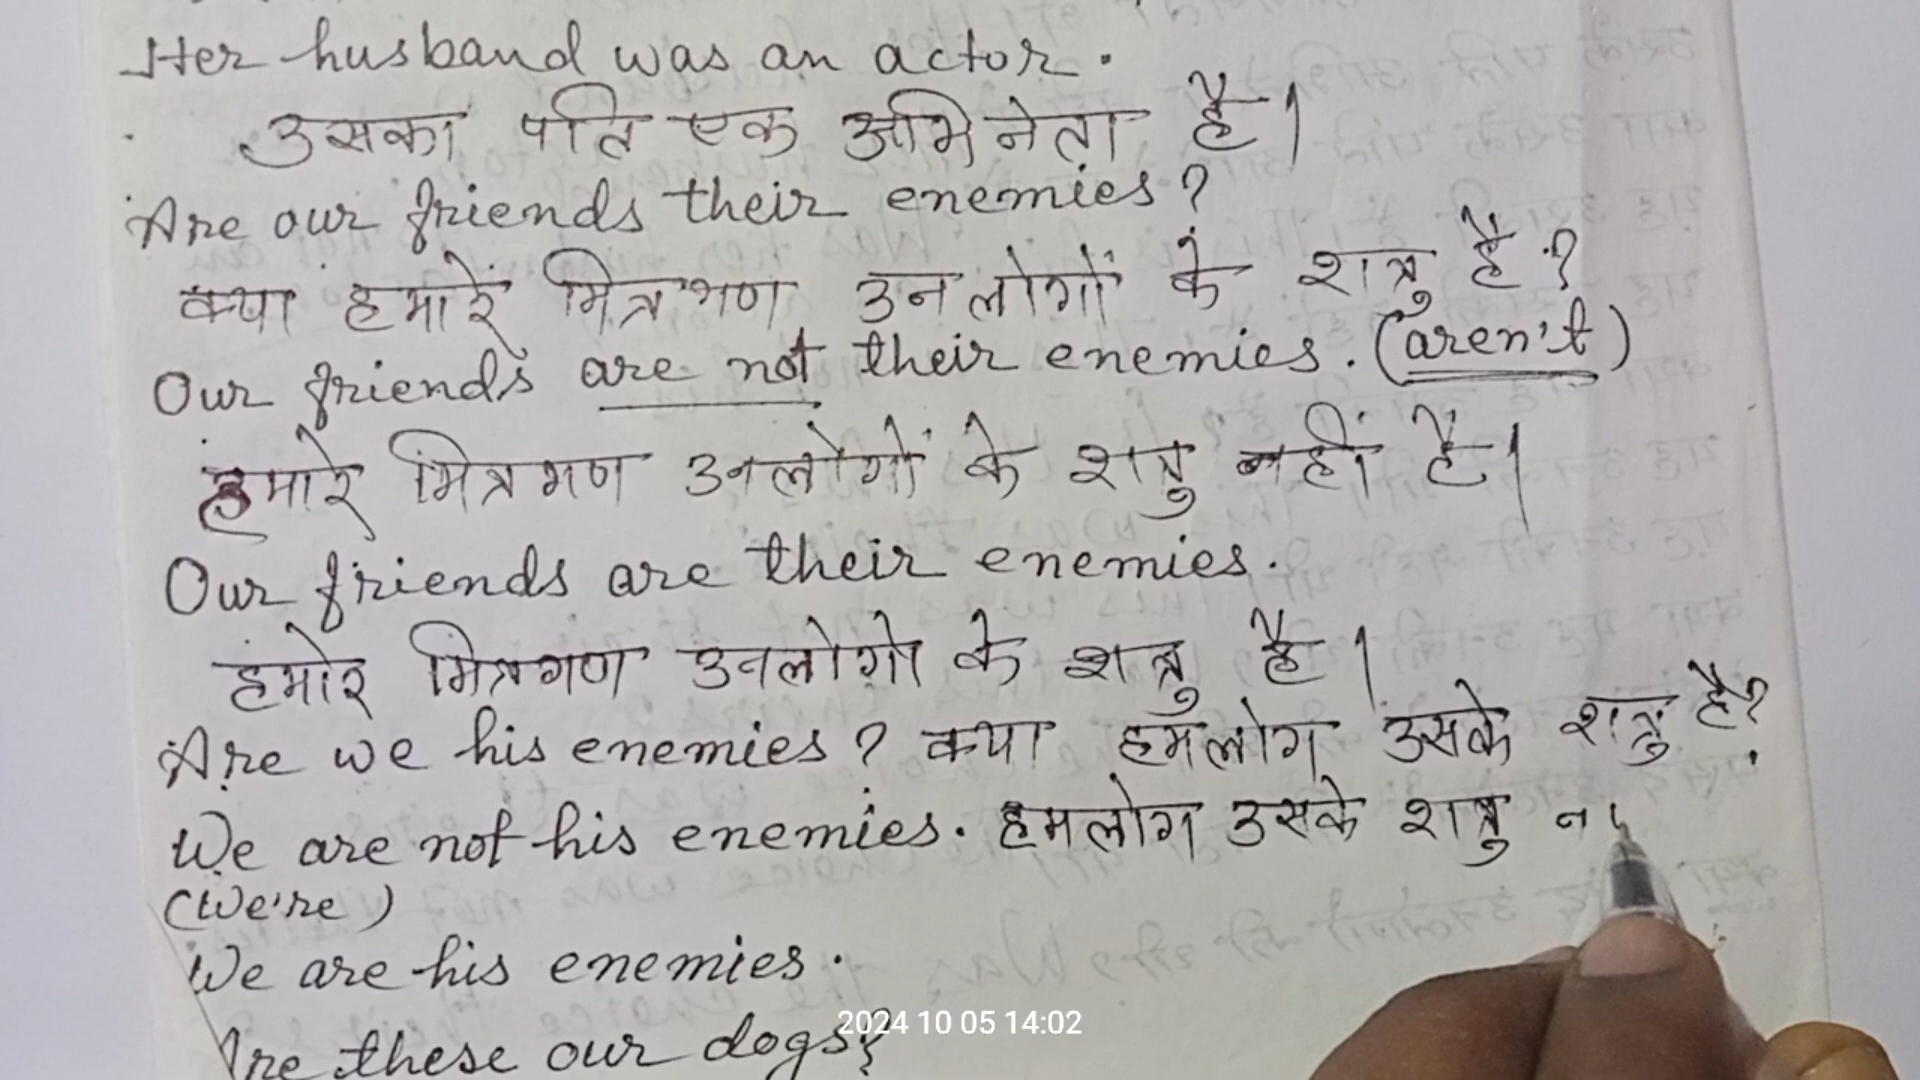 Her husband was an actor.
उसका पति एक अभिनेता है।
Are our friends their enemies?
क्या हमारे मित्रगण उनलोगों के शत्रु है?
Our friends are not their enemies. (aren't)
हमारे मित्रगण उनलोगों के शत्रु नहीं है।
Our friends are their enemies.
हमारे मित्रगण उनलोगो के शत्रु है।
Are we his enemies? क्या हमलोग उसके शत्रु है?
We are not his enemies. हमलोग उसके शत्रु न
(We're)
We are his enemies.
Are these our dogs?
2024 10 05 14:02